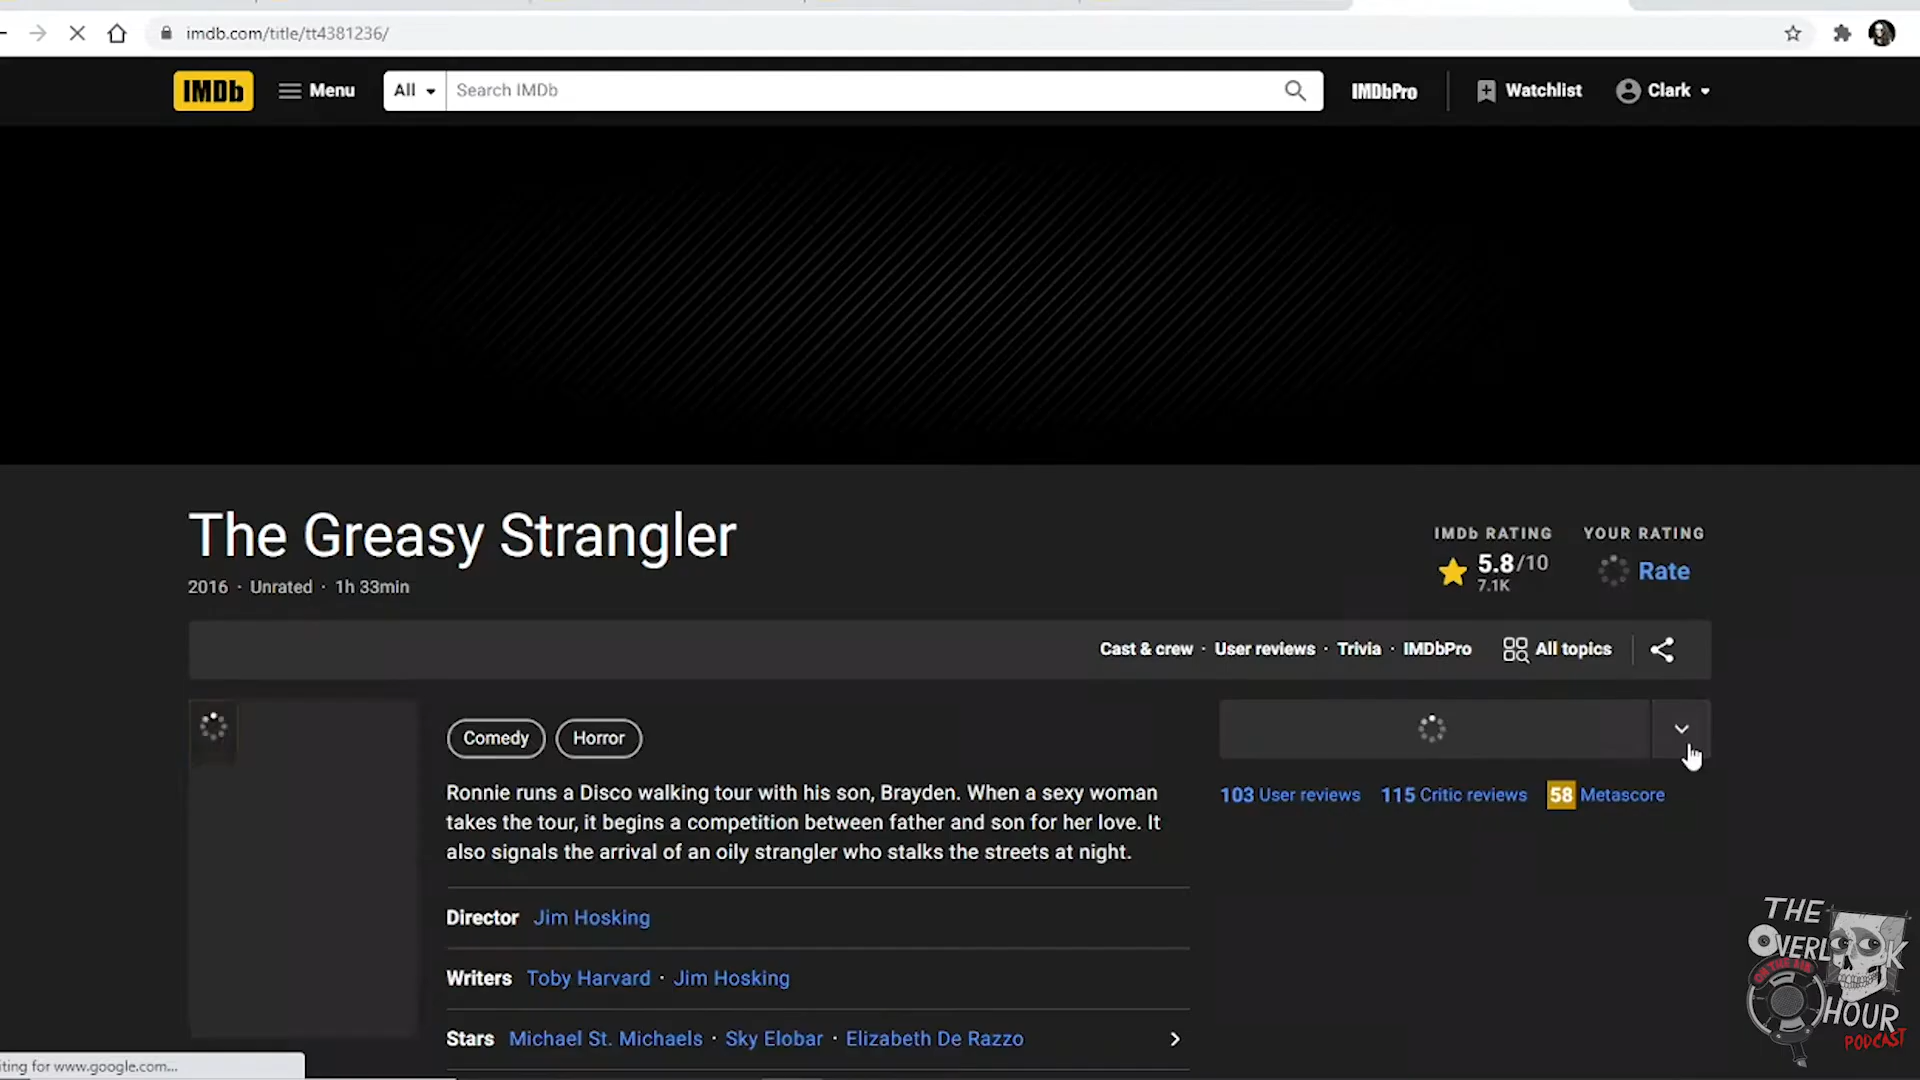 imdb.com/title/tt4381236/
IMDb Menu All Search IMDb IMDbPro Watchlist Clark
The Greasy Strangler
2016 · Unrated · 1h 33min
IMDb RATING YOUR RATING
5.8/10 Rate
7.1K
Cast & crew · User reviews · Trivia · IMDbPro All topics
Comedy Horror
Ronnie runs a Disco walking tour with his son, Brayden. When a sexy woman
takes the tour, it begins a competition between father and son for her love. It
also signals the arrival of an oily strangler who stalks the streets at night.
103 User reviews 115 Critic reviews 58 Metascore
Director Jim Hosking
Writers Toby Harvard · Jim Hosking
Stars Michael St. Michaels · Sky Elobar · Elizabeth De Razzo
iting for www.google.com...
THE
OVERLOOK
ON THE AIR
HOUR
PODCAST